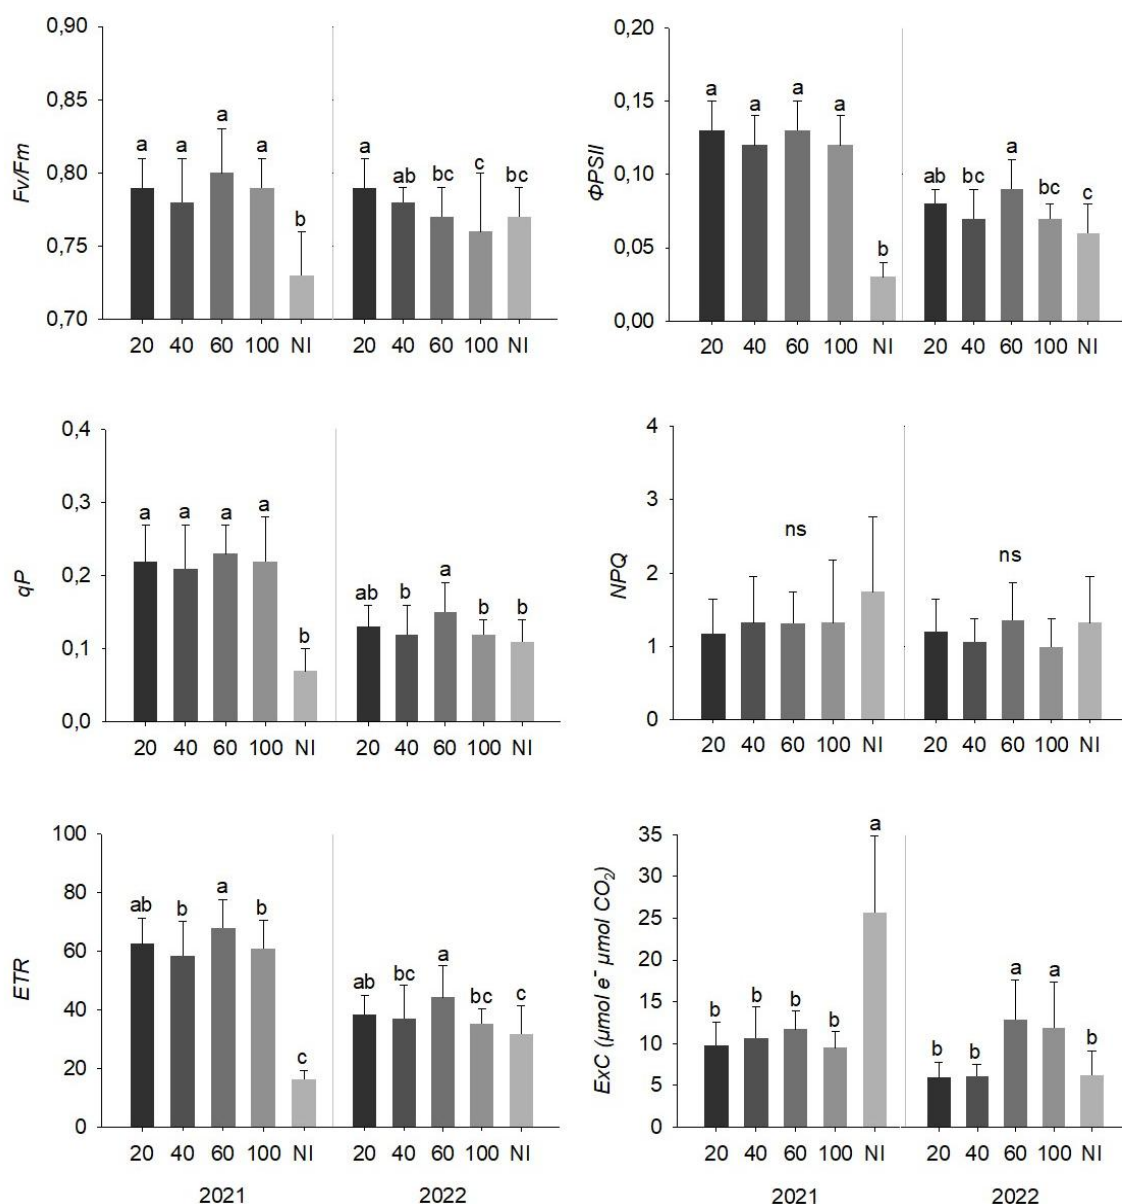 0,90
0,85
0,80
0,75
0,70
Fv/Fm
a a a a b a ab bc c bc
20 40 60 100 NI 20 40 60 100 NI
0,20
0,15
0,10
0,05
0,00
ΦPSII
a a a a b ab bc a bc c
20 40 60 100 NI 20 40 60 100 NI
0,4
0,3
0,2
0,1
0,0
qP
a a a a b ab b a b b
20 40 60 100 NI 20 40 60 100 NI
4
3
2
1
0
NPQ
ns ns
20 40 60 100 NI 20 40 60 100 NI
100
80
60
40
20
0
ETR
ab b a b c ab bc a bc c
20 40 60 100 NI 20 40 60 100 NI
2021 2022
35
30
25
20
15
10
5
0
ExC (μmol e⁻ μmol CO₂)
b b b b a b b a a b
20 40 60 100 NI 20 40 60 100 NI
2021 2022